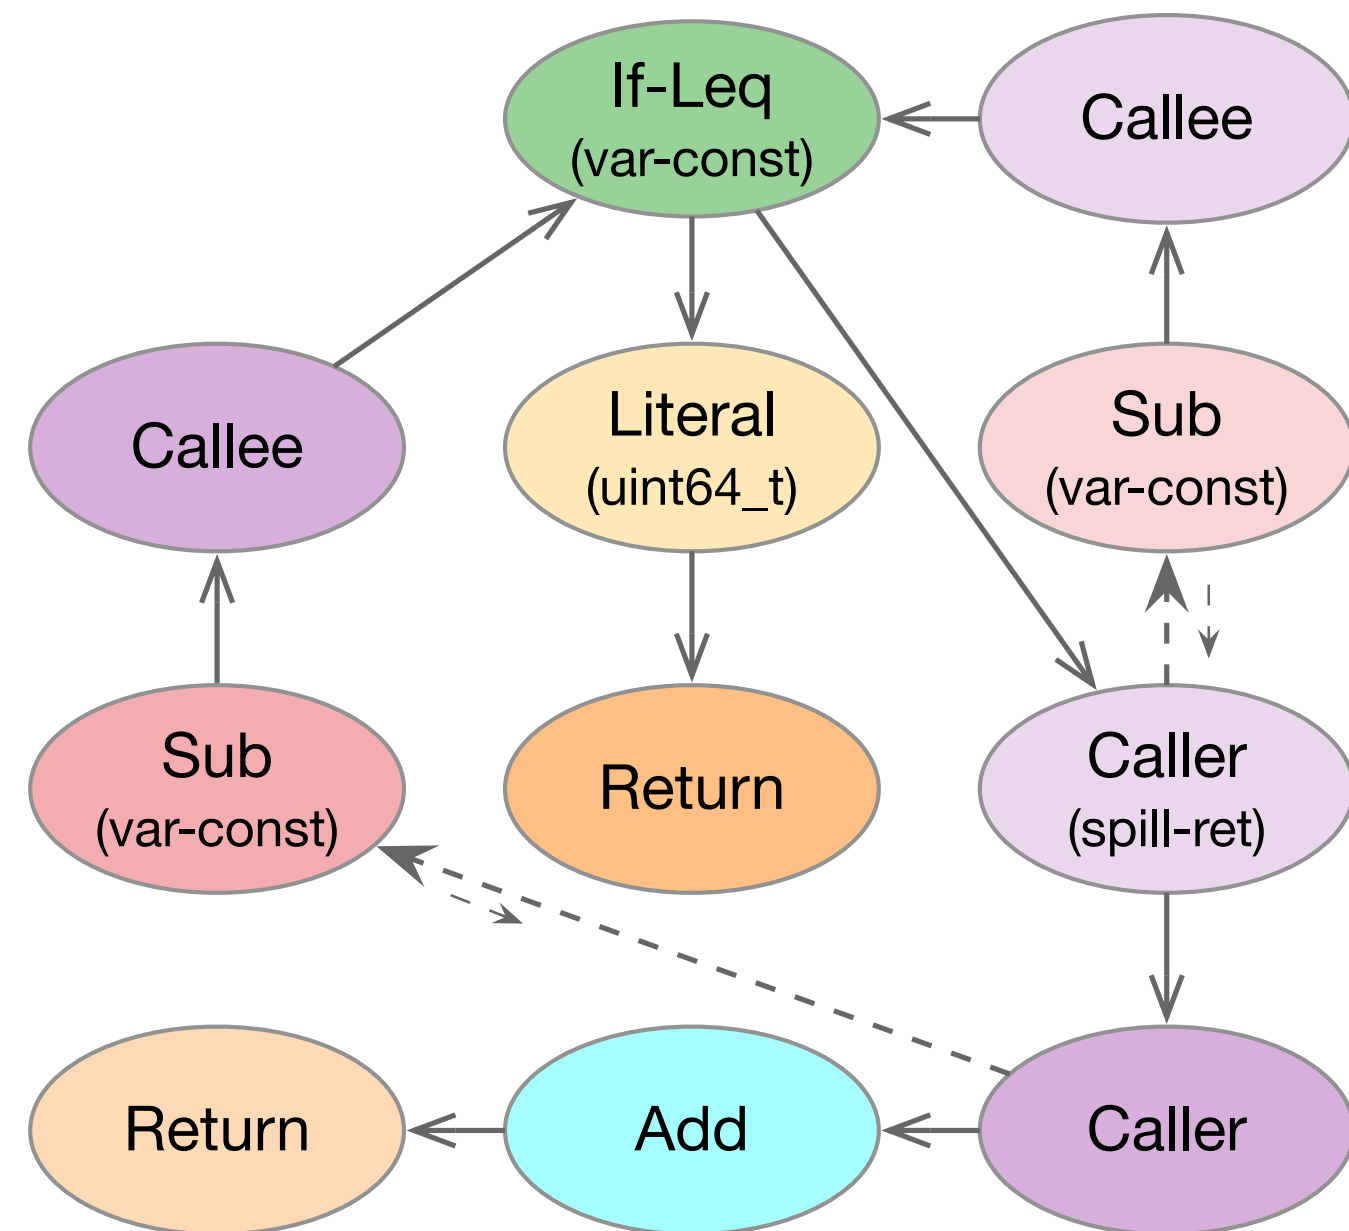 If-Leq
(var-const)
Callee
Callee
Literal
(uint64_t)
Sub
(var-const)
Sub
(var-const)
Return
Caller
(spill-ret)
Return
Add
Caller